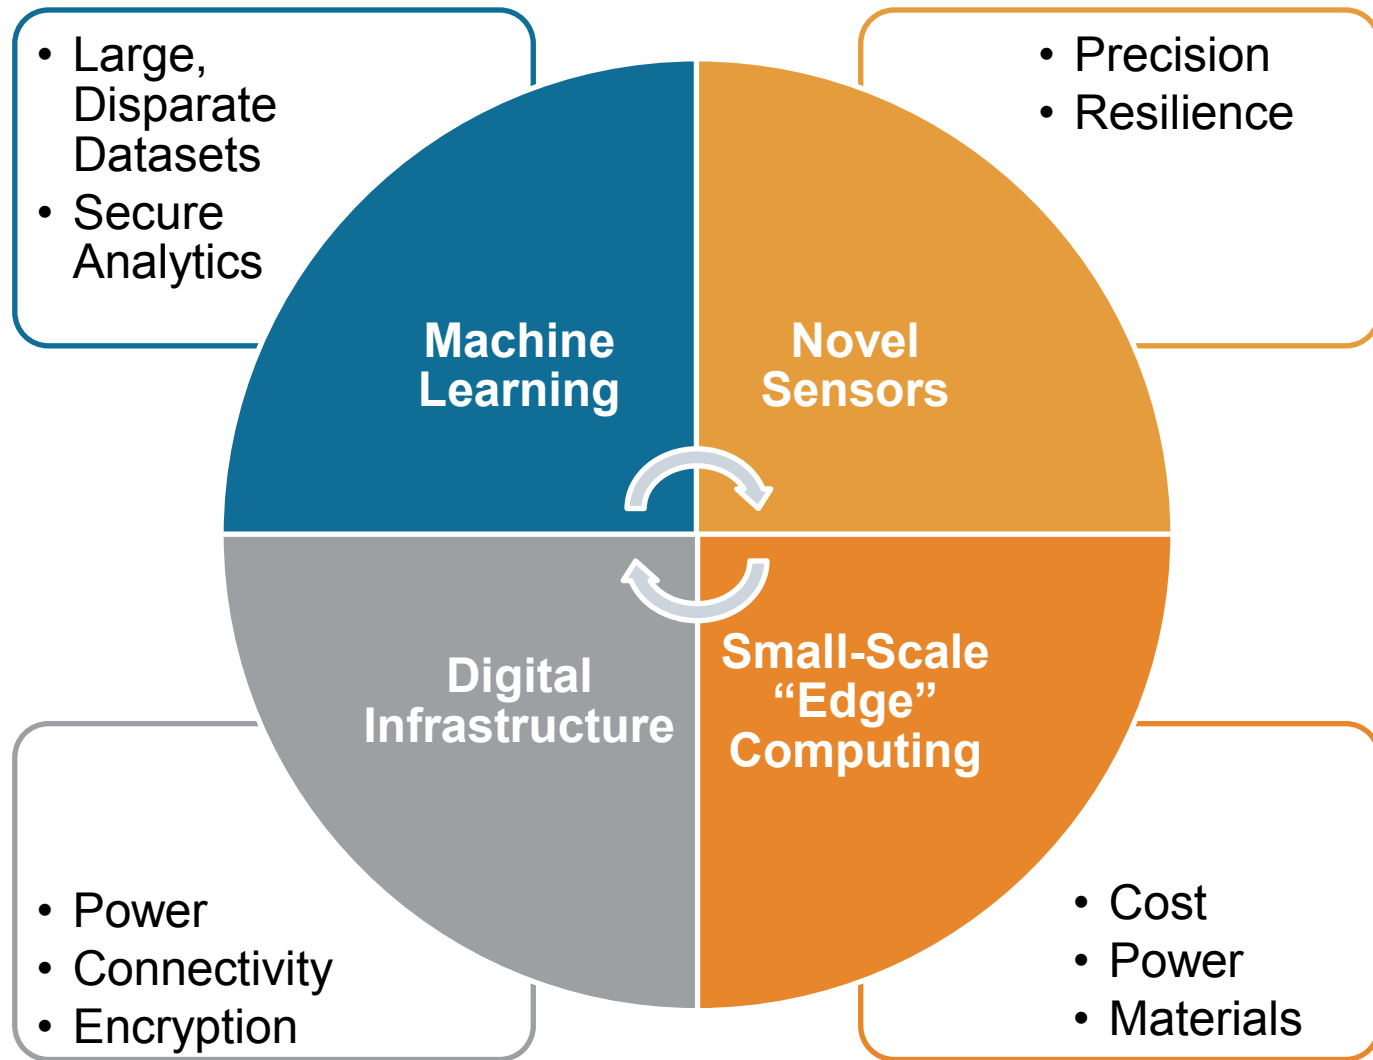 • Large,
Disparate
Datasets
• Secure
Analytics
• Precision
• Resilience
Machine
Learning
Novel
Sensors
Digital
Infrastructure
Small-Scale
“Edge”
Computing
• Power
• Connectivity
• Encryption
• Cost
• Power
• Materials